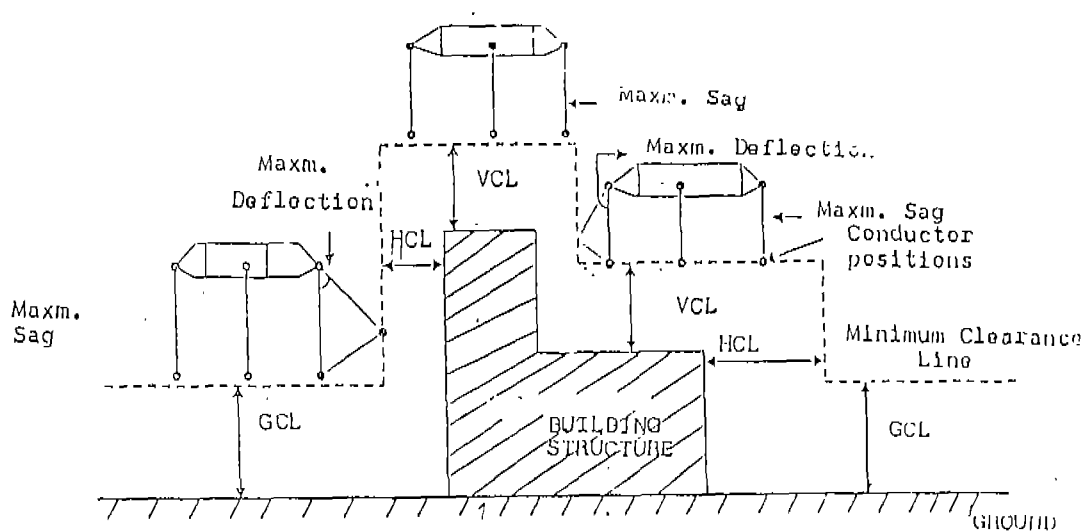 Maxm. Sag
Maxm. Deflection
Maxm.
Deflection
VCL
HCL
Maxm. Sag
Conductor
positions
Maxm.
Sag
VCL
HCL
Minimum Clearance
Line
GCL
BUILDING
STRUCTURE
GCL
1
GROUND